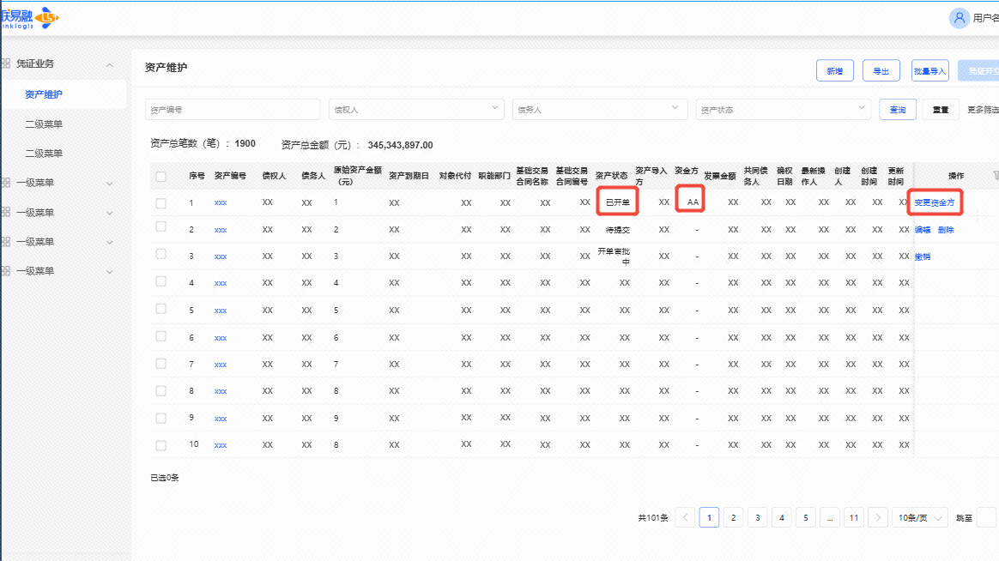 联易融
inklogis
用户名
凭证业务
资产维护
二级菜单
二级菜单
一级菜单
一级菜单
一级菜单
一级菜单
资产维护
新增 导出 批量导入 凭证开立
资产编号 债权人 债务人 资产状态 查询 重置 更多筛选
资产总笔数（笔）： 1900 资产总金额（元）： 345,343,897.00
序号 资产编号 债权人 债务人 原始资产金额（元） 资产到期日 对象代付 职能部门 基础交易合同名称 基础交易合同编号 资产状态 资产导入方 资金方 发票金额 共同债务人 确权日期 最新操作人 创建人 创建时间 更新时间 操作
1 xxx XX XX 1 XX XX XX XX XX 已开单 XX AA XX XX XX XX XX XX XX 变更资金方
2 xxx XX XX 2 XX XX XX XX XX 待提交 XX - XX XX XX XX XX XX XX 编辑 删除
3 xxx XX XX 3 XX XX XX XX XX 开单审批中 XX - XX XX XX XX XX XX XX 撤销
4 xxx XX XX 4 XX XX XX XX XX XX XX - XX XX XX XX XX XX XX
5 xxx XX XX 5 XX XX XX XX XX XX XX - XX XX XX XX XX XX XX
6 xxx XX XX 6 XX XX XX XX XX XX XX - XX XX XX XX XX XX XX
7 xxx XX XX 7 XX XX XX XX XX XX XX - XX XX XX XX XX XX XX
8 xxx XX XX 8 XX XX XX XX XX XX XX - XX XX XX XX XX XX XX
9 xxx XX XX 9 XX XX XX XX XX XX XX - XX XX XX XX XX XX XX
10 xxx XX XX 8 XX XX XX XX XX XX XX - XX XX XX XX XX XX XX
已选0条
共101条 1 2 3 4 5 ... 11 10条/页 跳至